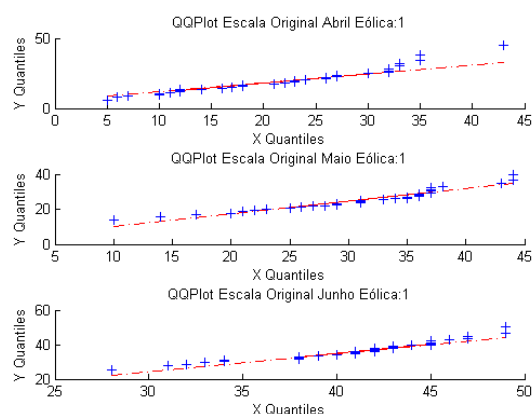 QQPlot Escala Original Abril Eólica:1
Y Quantiles
50
0
0 5 10 15 20 25 30 35 40 45
X Quantiles
QQPlot Escala Original Maio Eólica:1
Y Quantiles
40
20
0
5 10 15 20 25 30 35 40 45
X Quantiles
QQPlot Escala Original Junho Eólica:1
Y Quantiles
60
40
20
25 30 35 40 45 50
X Quantiles